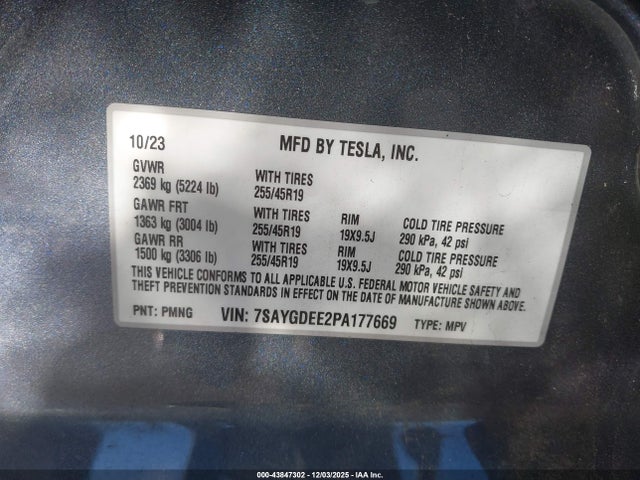 10/23 MFD BY TESLA, INC.
GVWR WITH TIRES
2369 kg (5224 lb) 255/45R19
GAWR FRT WITH TIRES RIM COLD TIRE PRESSURE
1363 kg (3004 lb) 255/45R19 19X9.5J 290 kPa, 42 psi
GAWR RR WITH TIRES RIM COLD TIRE PRESSURE
1500 kg (3306 lb) 255/45R19 19X9.5J 290 kPa, 42 psi
THIS VEHICLE CONFORMS TO ALL APPLICABLE U.S. FEDERAL MOTOR VEHICLE SAFETY AND
THEFT PREVENTION STANDARDS IN EFFECT ON THE DATE OF MANUFACTURE SHOWN ABOVE.
PNT: PMNG VIN: 7SAYGDEE2PA177669 TYPE: MPV
000-43847302 - 12/03/2025 - IAA Inc.